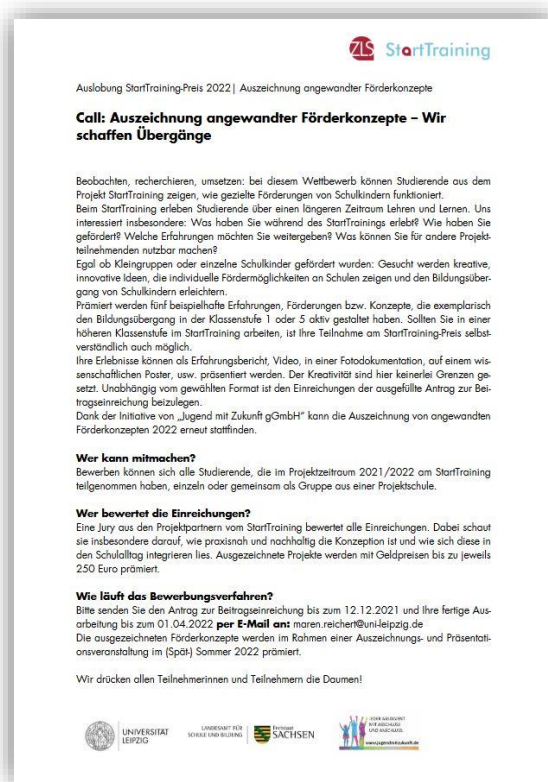 ZLS StartTraining
Auslobung StartTraining-Preis 2022| Auszeichnung angewandter Förderkonzepte
Call: Auszeichnung angewandter Förderkonzepte – Wir
schaffen Übergänge
Beobachten, recherchieren, umsetzen: bei diesem Wettbewerb können Studierende aus dem
Projekt StartTraining zeigen, wie gezielte Förderungen von Schulkindern funktioniert.
Beim StartTraining erleben Studierende über einen längeren Zeitraum Lehren und Lernen. Uns
interessiert insbesondere: Was haben Sie während des StartTrainings erlebt? Wie haben Sie
gefördert? Welche Erfahrungen möchten Sie weitergeben? Was können Sie für andere Projekt-
teilnehmenden nutzbar machen?
Egal ob Kleingruppen oder einzelne Schulkinder gefördert wurden: Gesucht werden kreative,
innovative Ideen, die individuelle Fördermöglichkeiten an Schulen zeigen und den Bildungsüber-
gang von Schulkindern erleichtern.
Prämiert werden fünf beispielhafte Erfahrungen, Förderungen bzw. Konzepte, die exemplarisch
den Bildungsübergang in der Klassenstufe 1 oder 5 aktiv gestaltet haben. Sollten Sie in einer
höheren Klassenstufe im StartTraining arbeiten, ist Ihre Teilnahme am StartTraining-Preis selbst-
verständlich auch möglich.
Ihre Erlebnisse können als Erfahrungsbericht, Video, in einer Fotodokumentation, auf einem wis-
senschaftlichen Poster, usw. präsentiert werden. Der Kreativität sind hier keinerlei Grenzen ge-
setzt. Unabhängig vom gewählten Format ist den Einreichungen der ausgefüllte Antrag zur Bei-
tragseinreichung beizulegen.
Dank der Initiative von „Jugend mit Zukunft gGmbH" kann die Auszeichnung von angewandten
Förderkonzepten 2022 erneut stattfinden.
Wer kann mitmachen?
Bewerben können sich alle Studierende, die im Projektzeitraum 2021/2022 am StartTraining
teilgenommen haben, einzeln oder gemeinsam als Gruppe aus einer Projektschule.
Wer bewertet die Einreichungen?
Eine Jury aus den Projektpartnern vom StartTraining bewertet alle Einreichungen. Dabei schaut
sie insbesondere darauf, wie praxisnah und nachhaltig die Konzeption ist und wie sich diese in
den Schulalltag integrieren lies. Ausgezeichnete Projekte werden mit Geldpreisen bis zu jeweils
250 Euro prämiert.
Wie läuft das Bewerbungsverfahren?
Bitte senden Sie den Antrag zur Beitragseinreichung bis zum 12.12.2021 und Ihre fertige Aus-
arbeitung bis zum 01.04.2022 per E-Mail an: maren.reichert@uni-leipzig.de
Die ausgezeichneten Förderkonzepte werden im Rahmen einer Auszeichnungs- und Präsentati-
onsveranstaltung im (Spät-) Sommer 2022 prämiert.
Wir drücken allen Teilnehmerinnen und Teilnehmern die Daumen!
UNIVERSITÄT
LEIPZIG
LANDESAMT FÜR
SCHULE UND BILDUNG
Freistaat
SACHSEN
www.jugendmitzukunft.de